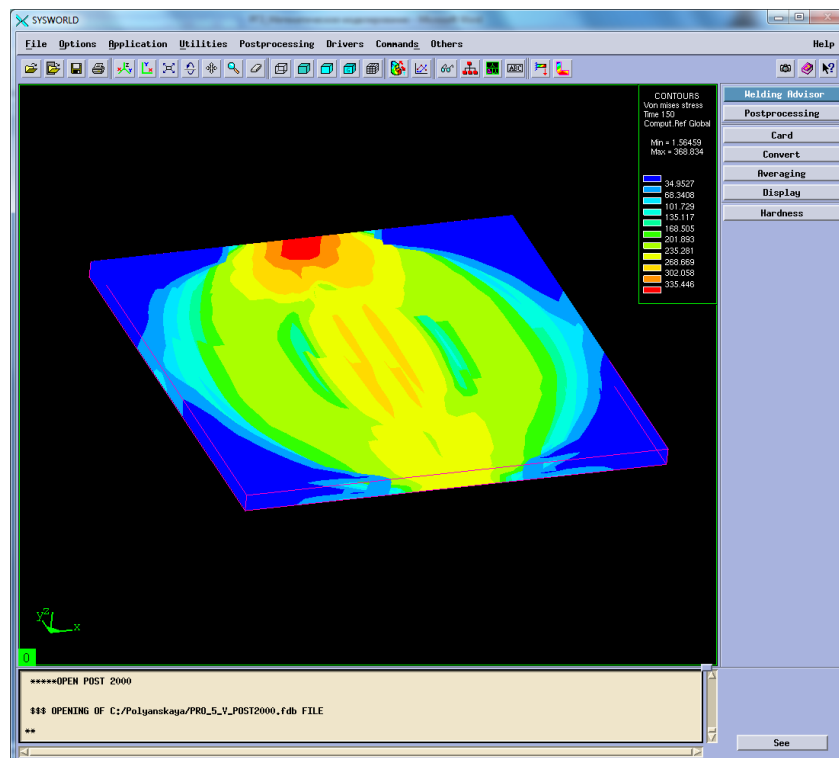 SYSWORLD
File Options Application Utilities Postprocessing Drivers Commands Others Help
ABC
Welding Advisor
Postprocessing
Card
Convert
Averaging
Display
Hardness
CONTOURS
Von mises stress
Time 150
Comput.Ref Global
Min = 1.56459
Max = 368.834
34.9527
68.3408
101.729
135.117
168.505
201.893
235.281
268.669
302.058
335.446
Z
Y
X
0
*****OPEN POST 2000
$$$ OPENING OF C:/Polyanskaya/PRO_5_V_POST2000.fdb FILE
**
See